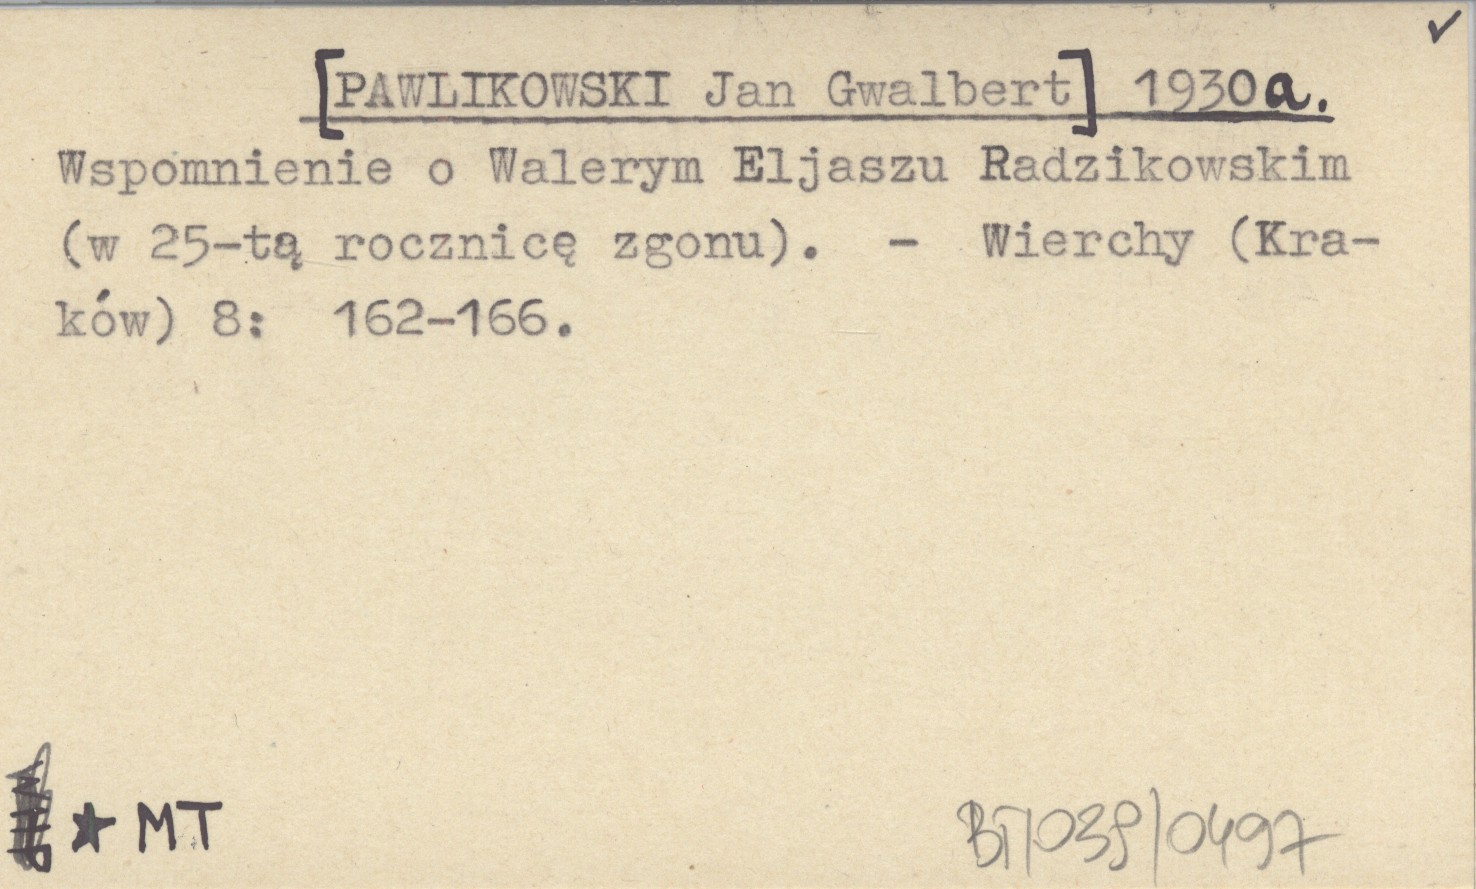 ✓
[PAWLIKOWSKI Jan Gwalbert] 1930a.
Wspomnienie o Walerym Eljaszu Radzikowskim
(w 25-tą rocznicę zgonu). - Wierchy (Kra-
ków) 8: 162-166.
★ MT
BT/038/0497